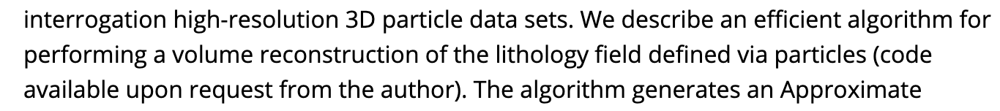 interrogation high-resolution 3D particle data sets. We describe an efficient algorithm for
performing a volume reconstruction of the lithology field defined via particles (code
available upon request from the author). The algorithm generates an Approximate